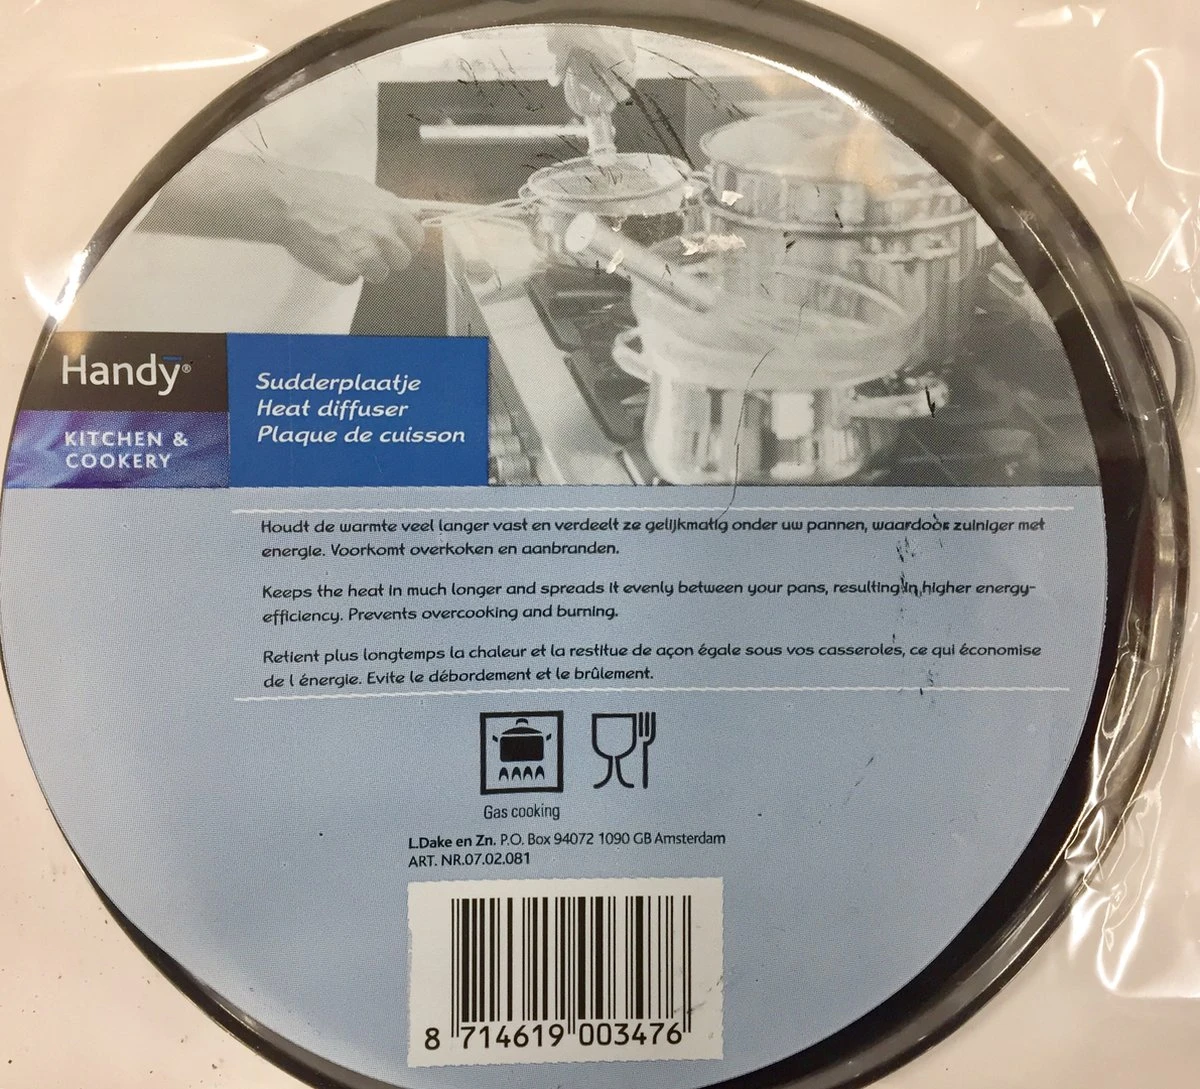 Handy®
KITCHEN &
COOKERY
Sudderplaatje
Heat diffuser
Plaque de cuisson
Houdt de warmte veel langer vast en verdeelt ze gelijkmatig onder uw pannen, waardoor zuiniger met
energie. Voorkomt overkoken en aanbranden.
Keeps the heat in much longer and spreads it evenly between your pans, resulting in higher energy-
efficiency. Prevents overcooking and burning.
Retient plus longtemps la chaleur et la restitue de açon égale sous vos casseroles, ce qui économise
de l énergie. Evite le débordement et le brûlement.
Gas cooking
L.Dake en Zn. P.O. Box 94072 1090 GB Amsterdam
ART. NR.07.02.081
8 714619 003476